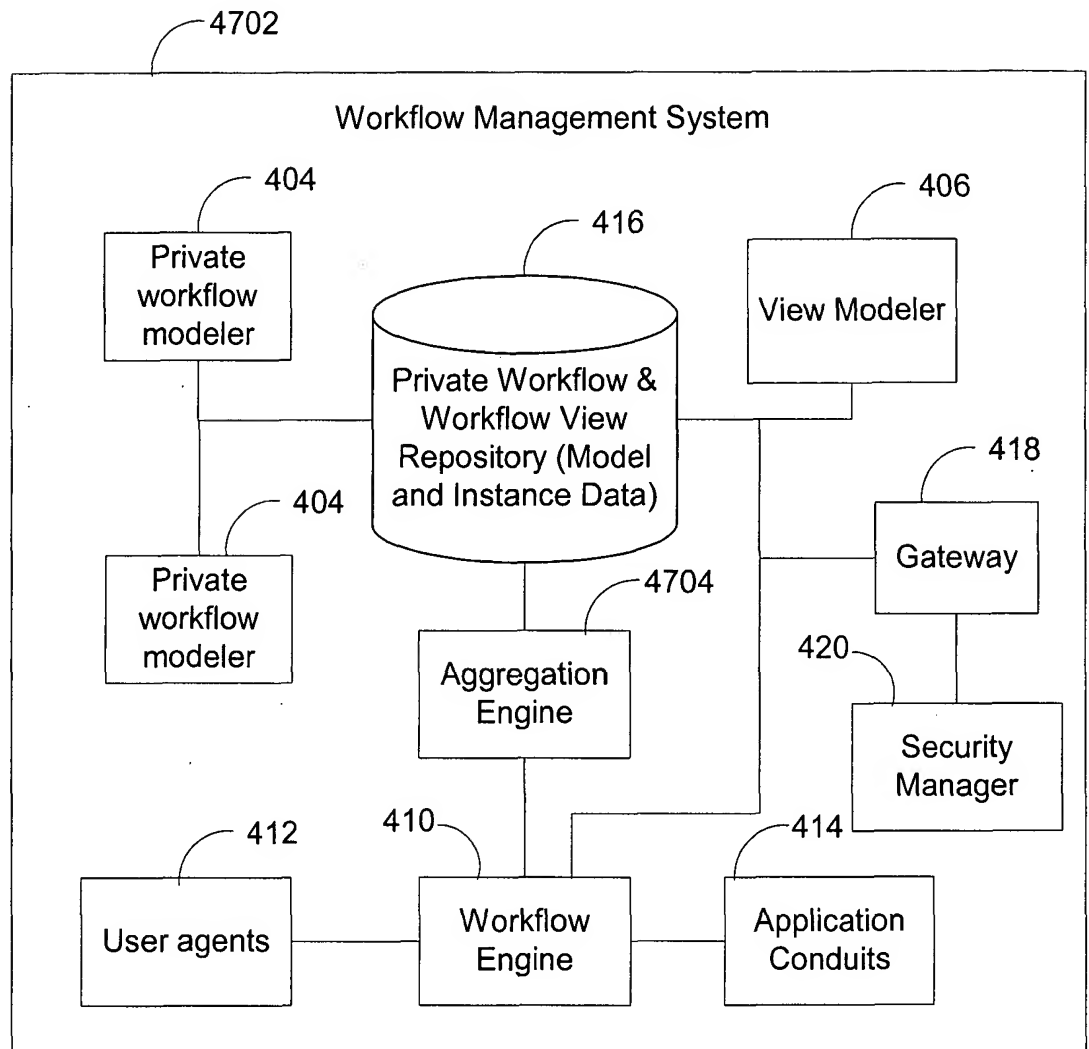 4702
Workflow Management System
404
406
416
Private
workflow
modeler
View Modeler
Private Workflow &
Workflow View
Repository (Model
and Instance Data)
418
404
Gateway
Private
workflow
modeler
4704
420
Aggregation
Engine
Security
Manager
412
410
414
User agents
Workflow
Engine
Application
Conduits